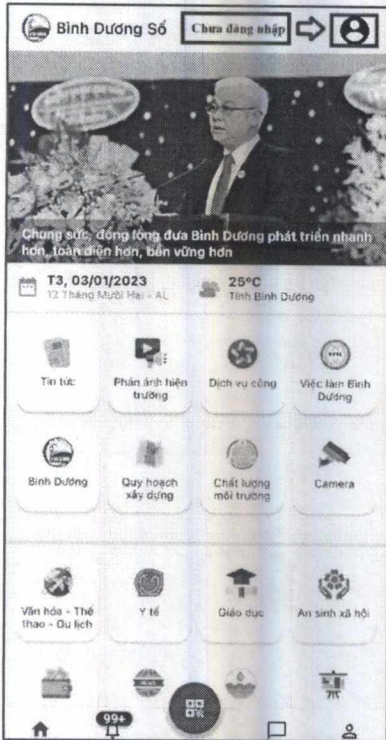 Bình Dương Số
Chưa đăng nhập
Chung sức, đồng lòng đưa Bình Dương phát triển nhanh
hơn, toàn diện hơn, bền vững hơn
T3, 03/01/2023
12 Tháng Mười Hai - AL
25°C
Tỉnh Bình Dương
Tin tức
Phản ánh hiện
trường
Dịch vụ công
Việc làm Bình
Dương
Bình Dương
Quy hoạch
xây dựng
Chất lượng
môi trường
Camera
Văn hóa - Thể
thao - Du lịch
Y tế
Giáo dục
An sinh xã hội
NEWS
99+